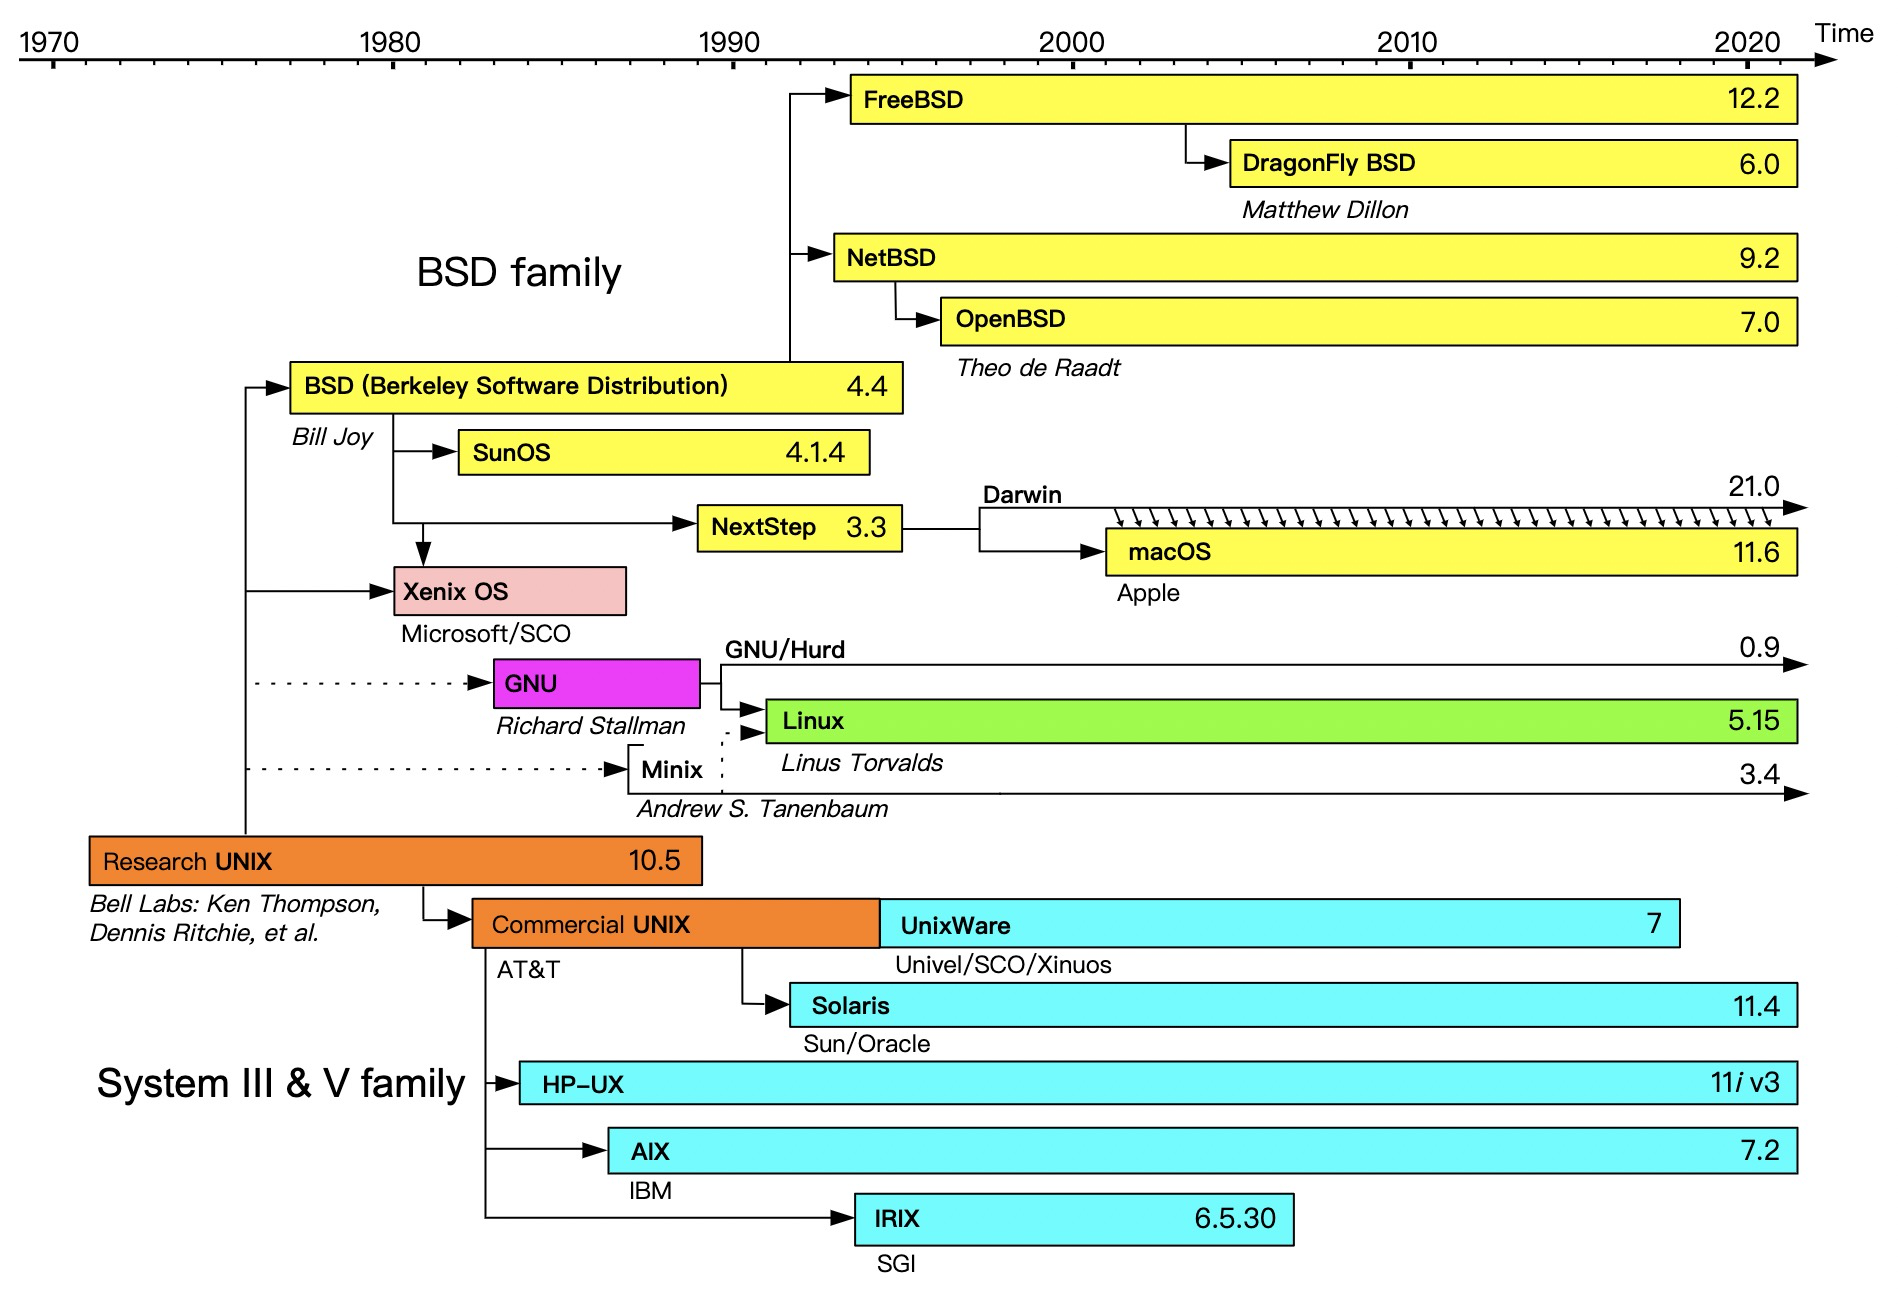 1970 1980 1990 2000 2010 2020 Time
FreeBSD 12.2
DragonFly BSD 6.0
Matthew Dillon
NetBSD 9.2
BSD family
OpenBSD 7.0
Theo de Raadt
BSD (Berkeley Software Distribution) 4.4
Bill Joy
SunOS 4.1.4
Darwin 21.0
NextStep 3.3
macOS 11.6
Apple
Xenix OS
Microsoft/SCO
GNU/Hurd 0.9
GNU
Richard Stallman
Linux 5.15
Linus Torvalds
Minix 3.4
Andrew S. Tanenbaum
Research UNIX 10.5
Bell Labs: Ken Thompson,
Dennis Ritchie, et al.
Commercial UNIX
UnixWare 7
AT&T
Univel/SCO/Xinuos
Solaris 11.4
Sun/Oracle
System III & V family
HP-UX 11i v3
AIX 7.2
IBM
IRIX 6.5.30
SGI